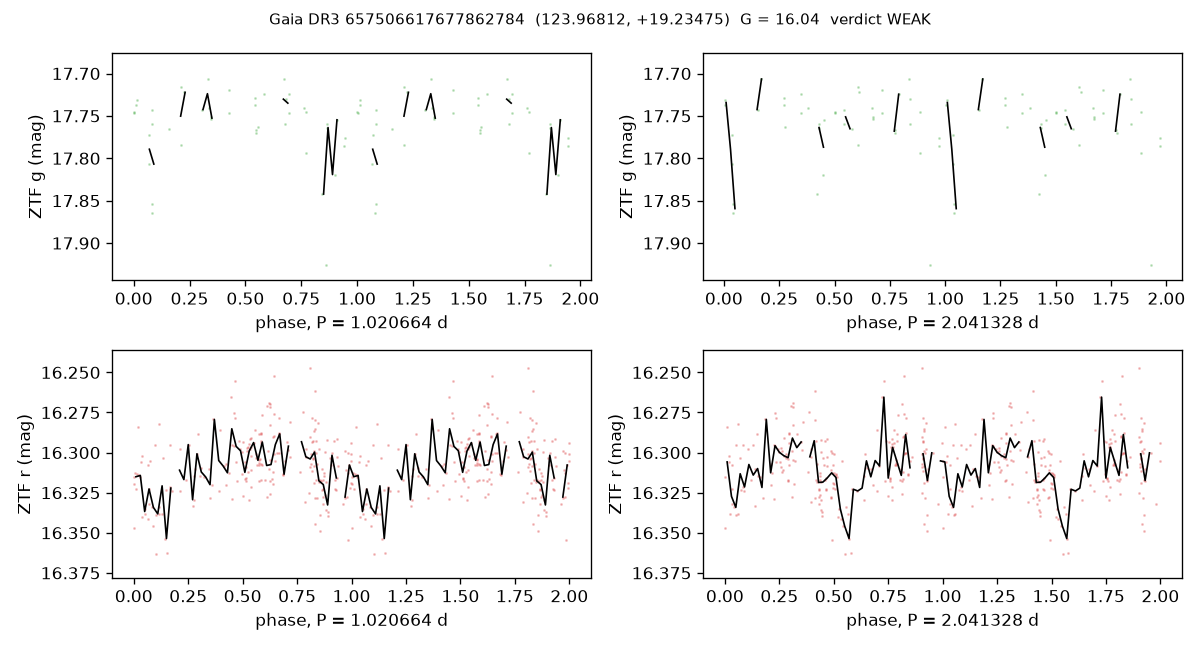 Gaia DR3 657506617677862784  (123.96812, +19.23475)  G = 16.04  verdict WEAK
ZTF g (mag)
17.70
17.75
17.80
17.85
17.90
0.00 0.25 0.50 0.75 1.00 1.25 1.50 1.75 2.00
phase, P = 1.020664 d
ZTF g (mag)
17.70
17.75
17.80
17.85
17.90
0.00 0.25 0.50 0.75 1.00 1.25 1.50 1.75 2.00
phase, P = 2.041328 d
ZTF r (mag)
16.250
16.275
16.300
16.325
16.350
16.375
0.00 0.25 0.50 0.75 1.00 1.25 1.50 1.75 2.00
phase, P = 1.020664 d
ZTF r (mag)
16.250
16.275
16.300
16.325
16.350
16.375
0.00 0.25 0.50 0.75 1.00 1.25 1.50 1.75 2.00
phase, P = 2.041328 d